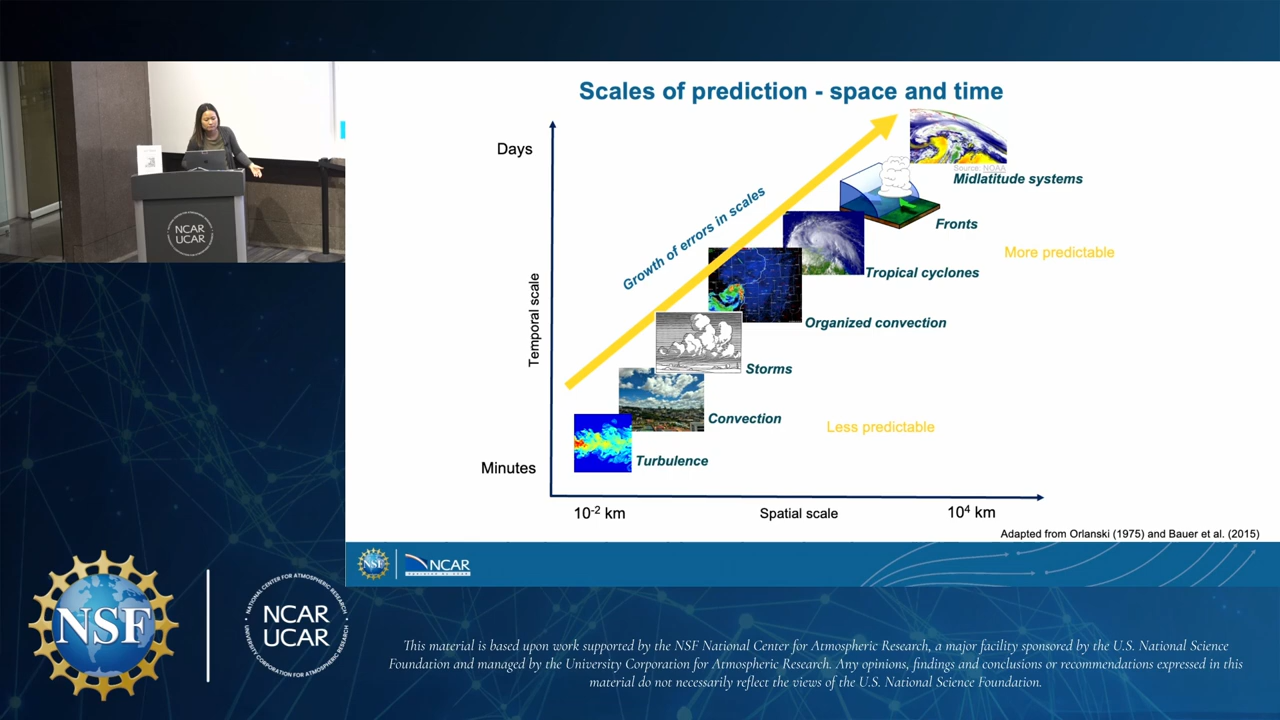 Scales of prediction - space and time
Days
Source: NOAA
Midlatitude systems
Growth of errors in scales
Fronts
More predictable
Tropical cyclones
Temporal scale
Organized convection
Storms
Convection
Less predictable
Turbulence
Minutes
10⁻² km
Spatial scale
10⁴ km
Adapted from Orlanski (1975) and Bauer et al. (2015)
NCAR
UCAR
NCAR
NSF
NATIONAL CENTER FOR ATMOSPHERIC RESEARCH
NCAR
UCAR
UNIVERSITY CORPORATION FOR ATMOSPHERIC RESEARCH
This material is based upon work supported by the NSF National Center for Atmospheric Research, a major facility sponsored by the U.S. National Science
Foundation and managed by the University Corporation for Atmospheric Research. Any opinions, findings and conclusions or recommendations expressed in this
material do not necessarily reflect the views of the U.S. National Science Foundation.